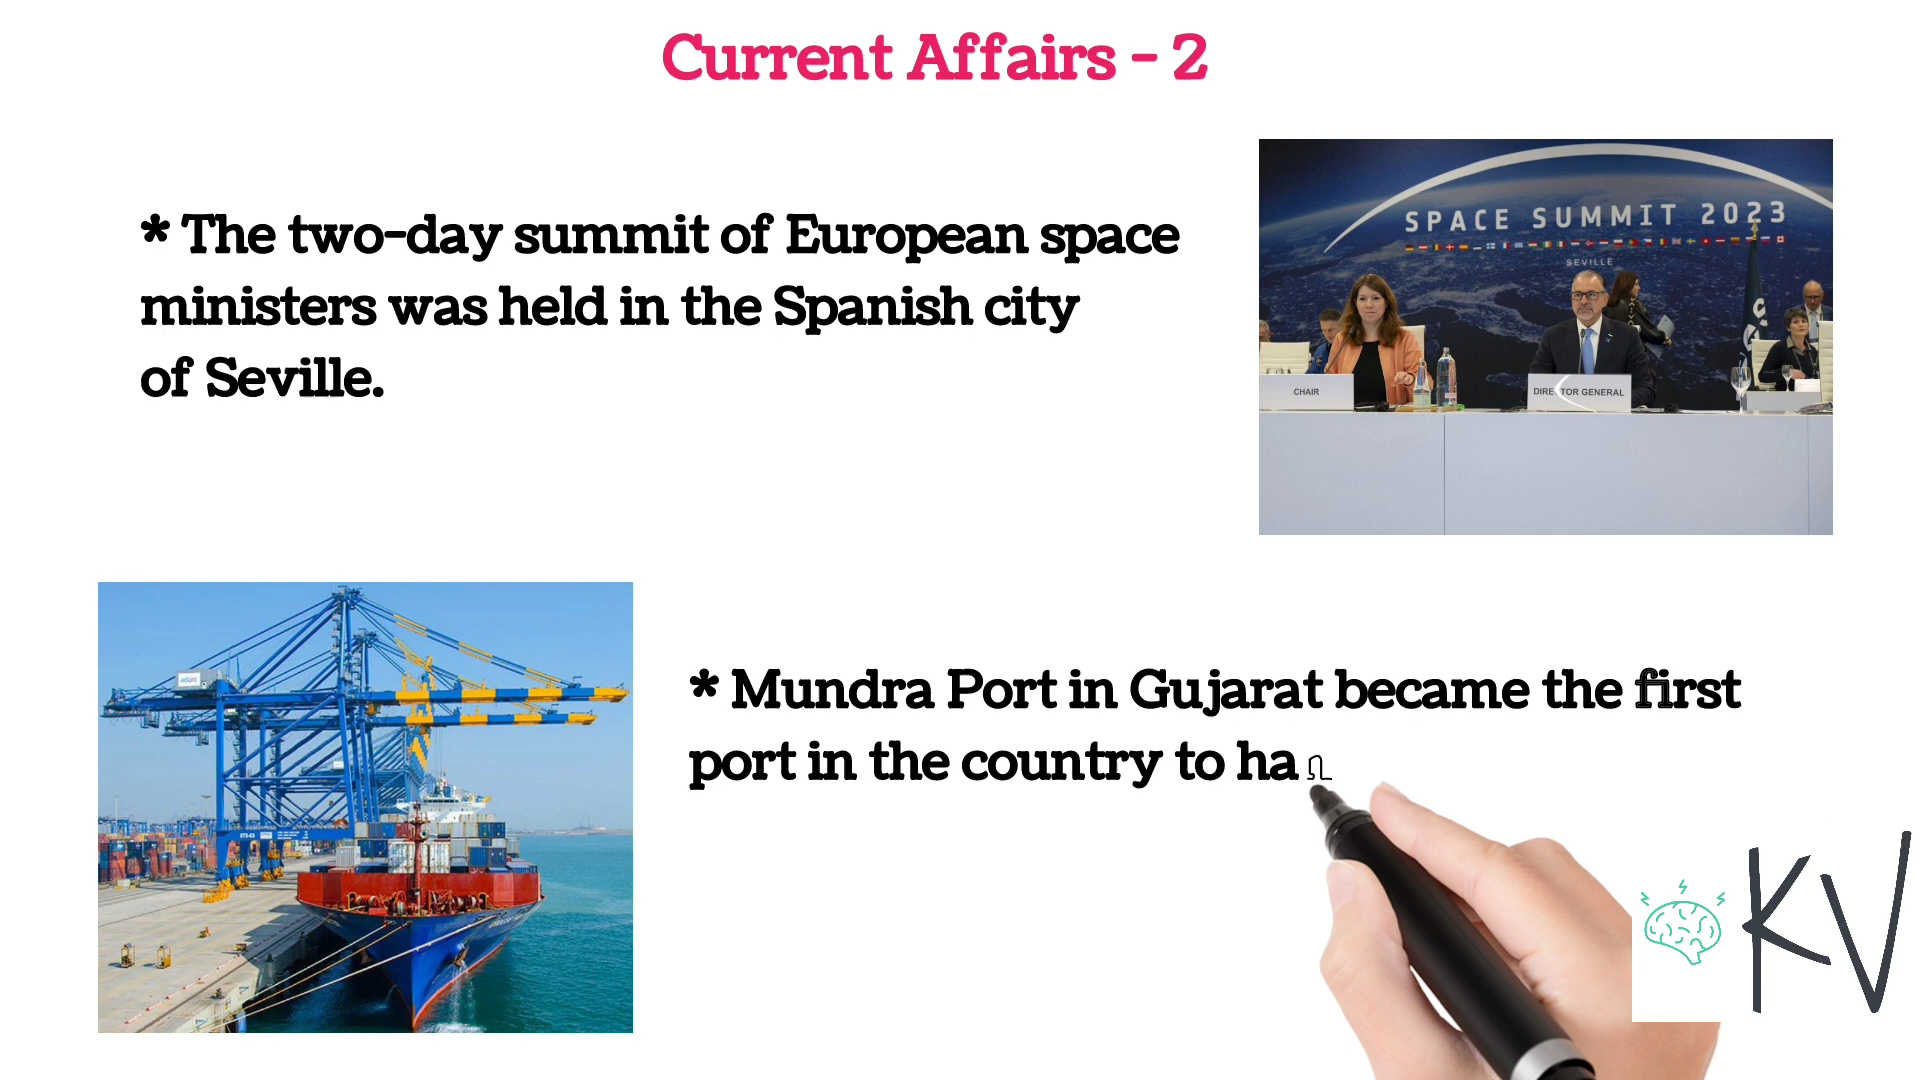 Current Affairs - 2
* The two-day summit of European space
ministers was held in the Spanish city
of Seville.
SPACE SUMMIT 2023
SEVILLE
CHAIR
DIRECTOR GENERAL
adani
* Mundra Port in Gujarat became the first
port in the country to ha
KV